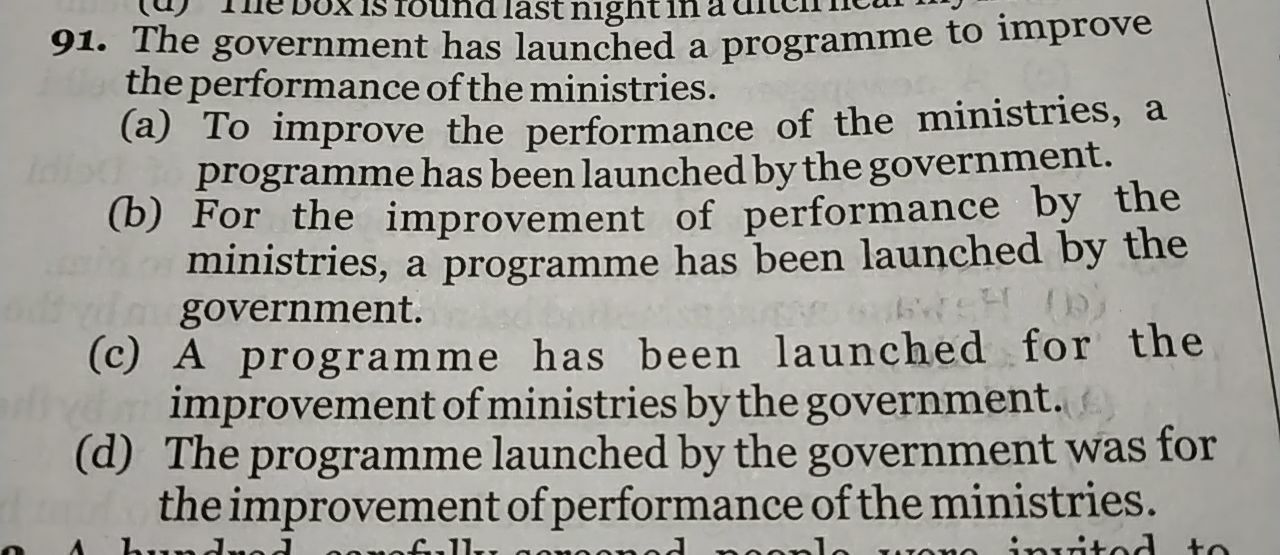 (d) The box is found last night in a ditch near
91. The government has launched a programme to improve
the performance of the ministries.
(a) To improve the performance of the ministries, a
programme has been launched by the government.
(b) For the improvement of performance by the
ministries, a programme has been launched by the
government.
(c) A programme has been launched for the
improvement of ministries by the government.
(d) The programme launched by the government was for
the improvement of performance of the ministries.
A hundred carefully screened people were invited to